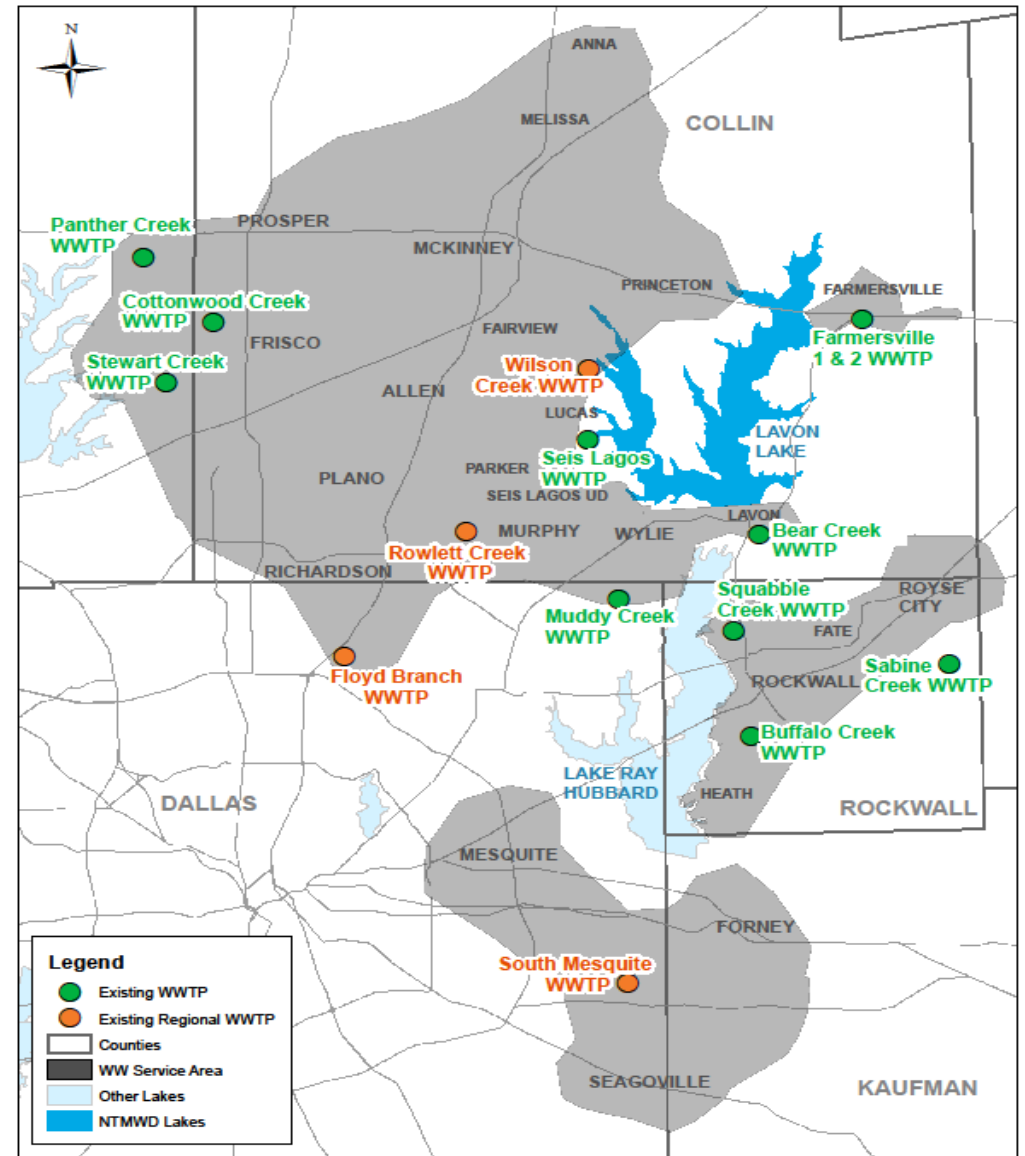 N
ANNA
MELISSA
COLLIN
PROSPER
Panther Creek
WWTP
MCKINNEY
PRINCETON
FARMERSVILLE
Cottonwood Creek
WWTP
FAIRVIEW
FRISCO
Farmersville
1 & 2 WWTP
Stewart Creek
WWTP
Wilson
Creek WWTP
ALLEN
LUCAS
LAVON
LAKE
Seis Lagos
WWTP
PARKER
PLANO
SEIS LAGOS UD
LAVON
MURPHY
WYLIE
Bear Creek
WWTP
Rowlett Creek
WWTP
RICHARDSON
Squabble
Creek WWTP
ROYSE
CITY
Muddy Creek
WWTP
FATE
Floyd Branch
WWTP
ROCKWALL
Sabine
Creek WWTP
Buffalo Creek
WWTP
LAKE RAY
HUBBARD
HEATH
DALLAS
ROCKWALL
MESQUITE
FORNEY
South Mesquite
WWTP
SEAGOVILLE
KAUFMAN
Legend
Existing WWTP
Existing Regional WWTP
Counties
WW Service Area
Other Lakes
NTMWD Lakes